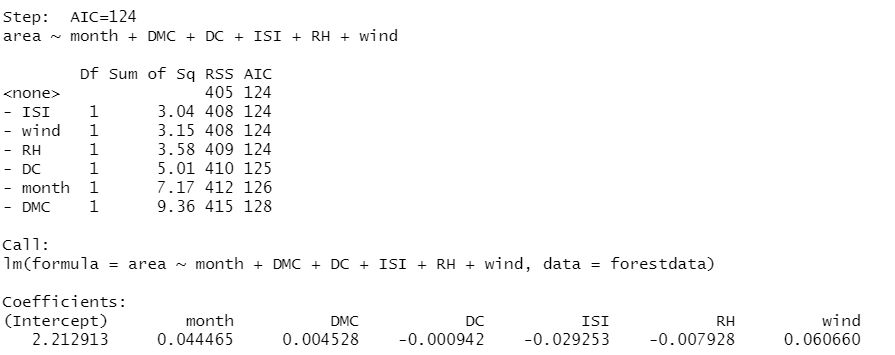 Step:  AIC=124
area ~ month + DMC + DC + ISI + RH + wind
        Df Sum of Sq RSS AIC
<none>               405 124
- ISI    1      3.04 408 124
- wind   1      3.15 408 124
- RH     1      3.58 409 124
- DC     1      5.01 410 125
- month  1      7.17 412 126
- DMC    1      9.36 415 128
Call:
lm(formula = area ~ month + DMC + DC + ISI + RH + wind, data = forestdata)
Coefficients:
(Intercept)        month          DMC           DC          ISI           RH         wind
   2.212913     0.044465     0.004528    -0.000942    -0.029253    -0.007928     0.060660